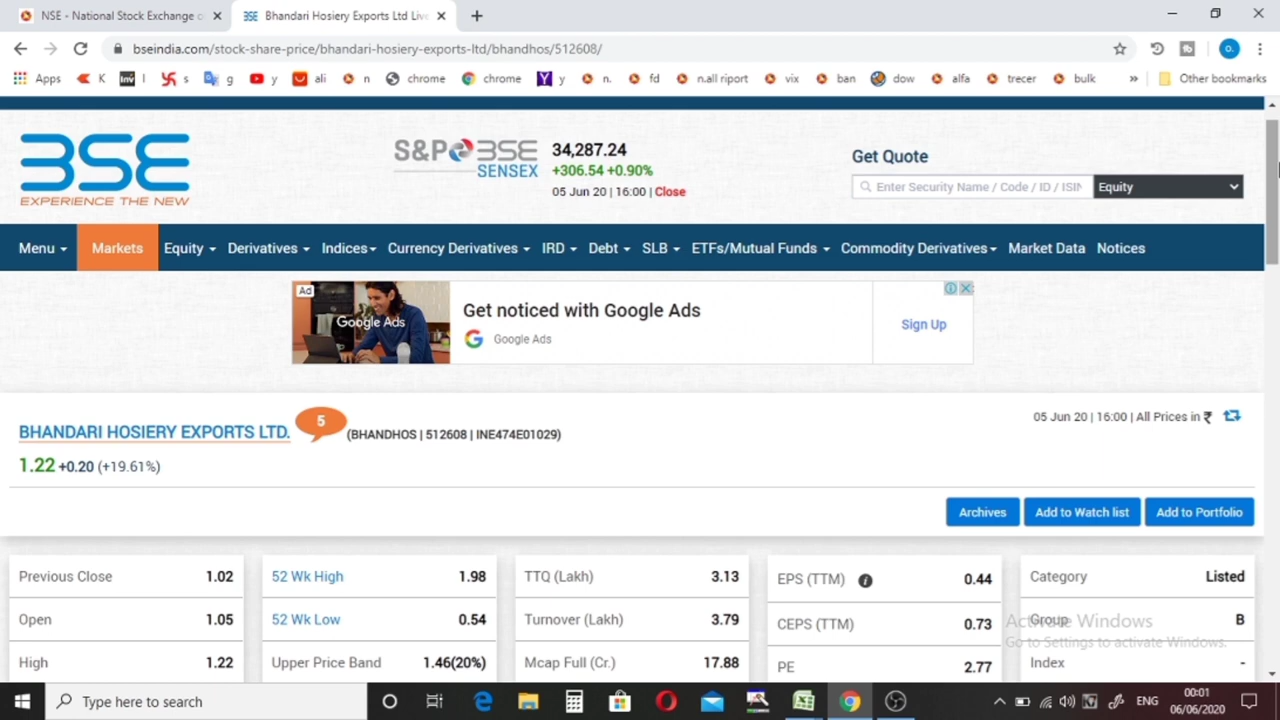 NSE - National Stock Exchange o
Bhandari Hosiery Exports Ltd Live
bseindia.com/stock-share-price/bhandari-hosiery-exports-ltd/bhandhos/512608/
o.
Apps K Inv I s g y ali n chrome chrome Y y n. fd n.all riport vix ban dow alfa trecer bulk » Other bookmarks
BSE
EXPERIENCE THE NEW
S&P BSE
SENSEX
34,287.24
+306.54 +0.90%
05 Jun 20 | 16:00 | Close
Get Quote
Enter Security Name / Code / ID / ISIN
Equity
Menu Markets Equity Derivatives Indices Currency Derivatives IRD Debt SLB ETFs/Mutual Funds Commodity Derivatives Market Data Notices
Ad
Google Ads
Get noticed with Google Ads
Google Ads
Sign Up
05 Jun 20 | 16:00 | All Prices in ₹
BHANDARI HOSIERY EXPORTS LTD. 5 (BHANDHOS | 512608 | INE474E01029)
1.22 +0.20 (+19.61%)
Archives Add to Watch list Add to Portfolio
Previous Close 1.02
Open 1.05
High 1.22
52 Wk High 1.98
52 Wk Low 0.54
Upper Price Band 1.46(20%)
TTQ (Lakh) 3.13
Turnover (Lakh) 3.79
Mcap Full (Cr.) 17.88
EPS (TTM) 0.44
CEPS (TTM) 0.73
PE 2.77
Category Listed
Group B
Index -
Activate Windows
Go to Settings to activate Windows.
Type here to search
ENG
00:01
06/06/2020